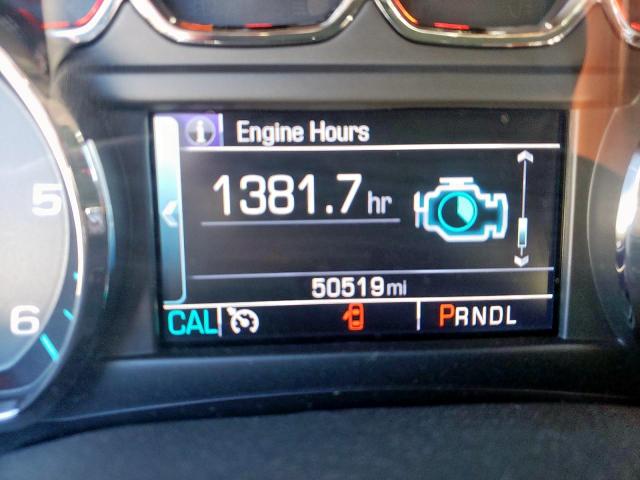 Engine Hours
1381.7 hr
5
50519 mi
6
CAL PRNDL